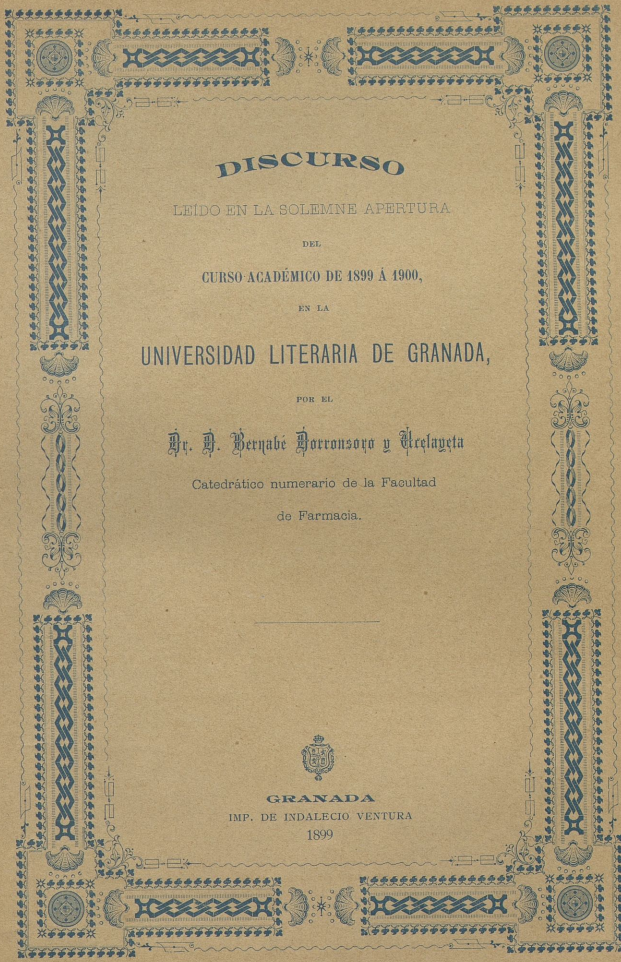 DISCURSO
LEÍDO EN LA SOLEMNE APERTURA
DEL
CURSO ACADÉMICO DE 1899 Á 1900,
EN LA
UNIVERSIDAD LITERARIA DE GRANADA,
POR EL
Dr. D. Bernabé Dorronsoro y Ucelayeta
Catedrático numerario de la Facultad
de Farmacia.
GRANADA
IMP. DE INDALECIO VENTURA
1899